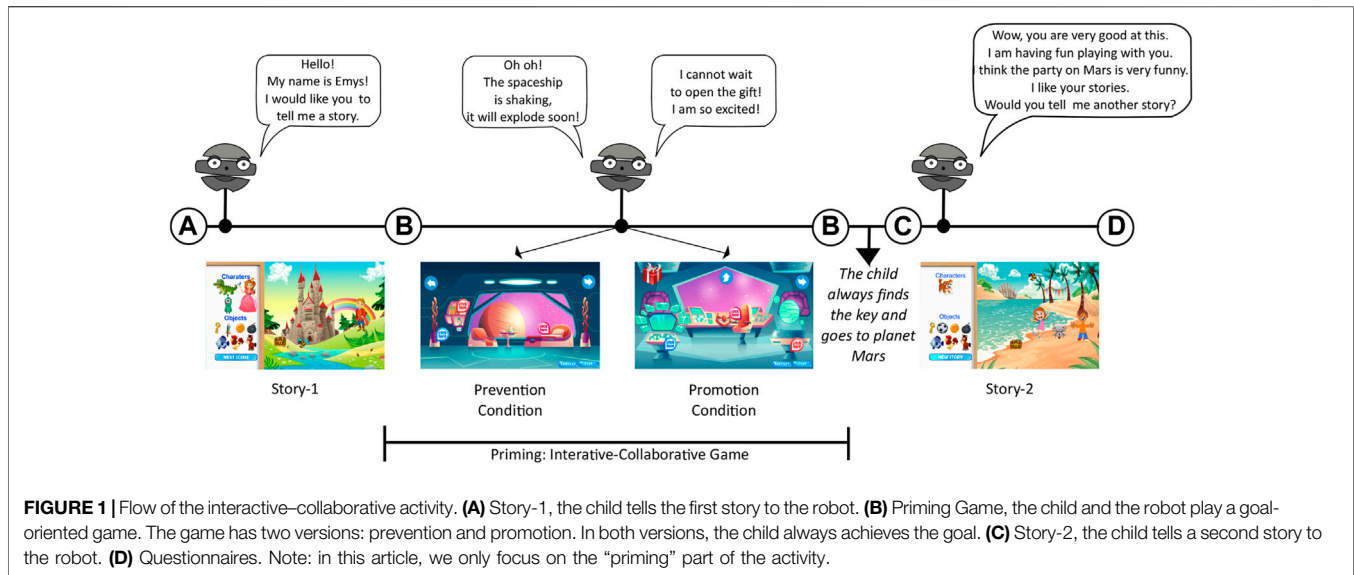 Hello!
My name is Emys!
I would like you to
tell me a story.
Oh oh!
The spaceship
is shaking,
it will explode soon!
I cannot wait
to open the gift!
I am so excited!
Wow, you are very good at this.
I am having fun playing with you.
I think the party on Mars is very funny.
I like your stories.
Would you tell me another story?
A
B
B
C
D
Charaters
Objects
NEXT SCENE
Story-1
Prevention
Condition
Promotion
Condition
The child
always finds
the key and
goes to planet
Mars
Characters
Objects
NEW STORY
Story-2
Priming: Interative-Collaborative Game
FIGURE 1 | Flow of the interactive–collaborative activity. (A) Story-1, the child tells the first story to the robot. (B) Priming Game, the child and the robot play a goal-
oriented game. The game has two versions: prevention and promotion. In both versions, the child always achieves the goal. (C) Story-2, the child tells a second story to
the robot. (D) Questionnaires. Note: in this article, we only focus on the “priming” part of the activity.